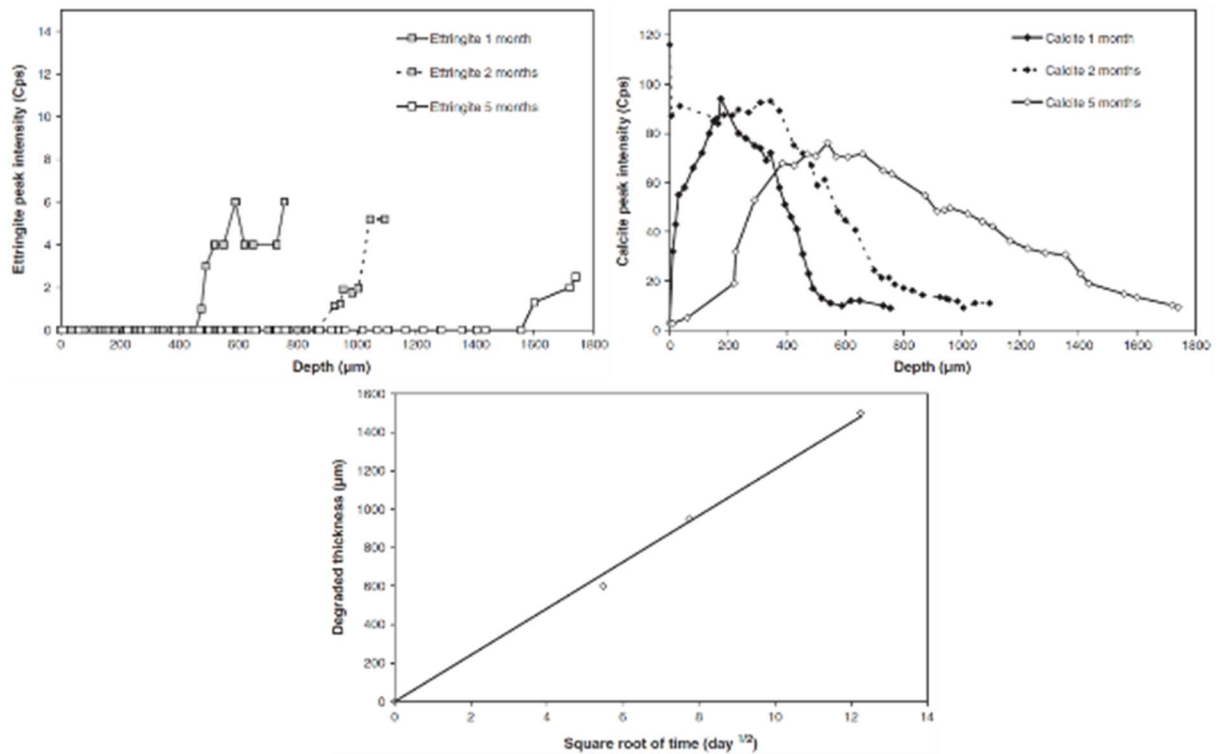 Ettringite peak intensity (Cps)
14
12
10
8
6
4
2
0
Ettringite 1 month
Ettringite 2 months
Ettringite 5 months
0 200 400 600 800 1000 1200 1400 1600 1800
Depth (µm)
Calcite peak intensity (Cps)
120
100
80
60
40
20
0
Calcite 1 month
Calcite 2 months
Calcite 5 months
0 200 400 600 800 1000 1200 1400 1600 1800
Depth (µm)
Degraded thickness (µm)
1600
1400
1200
1000
800
600
400
200
0
0 2 4 6 8 10 12 14
Square root of time (day 1/2)